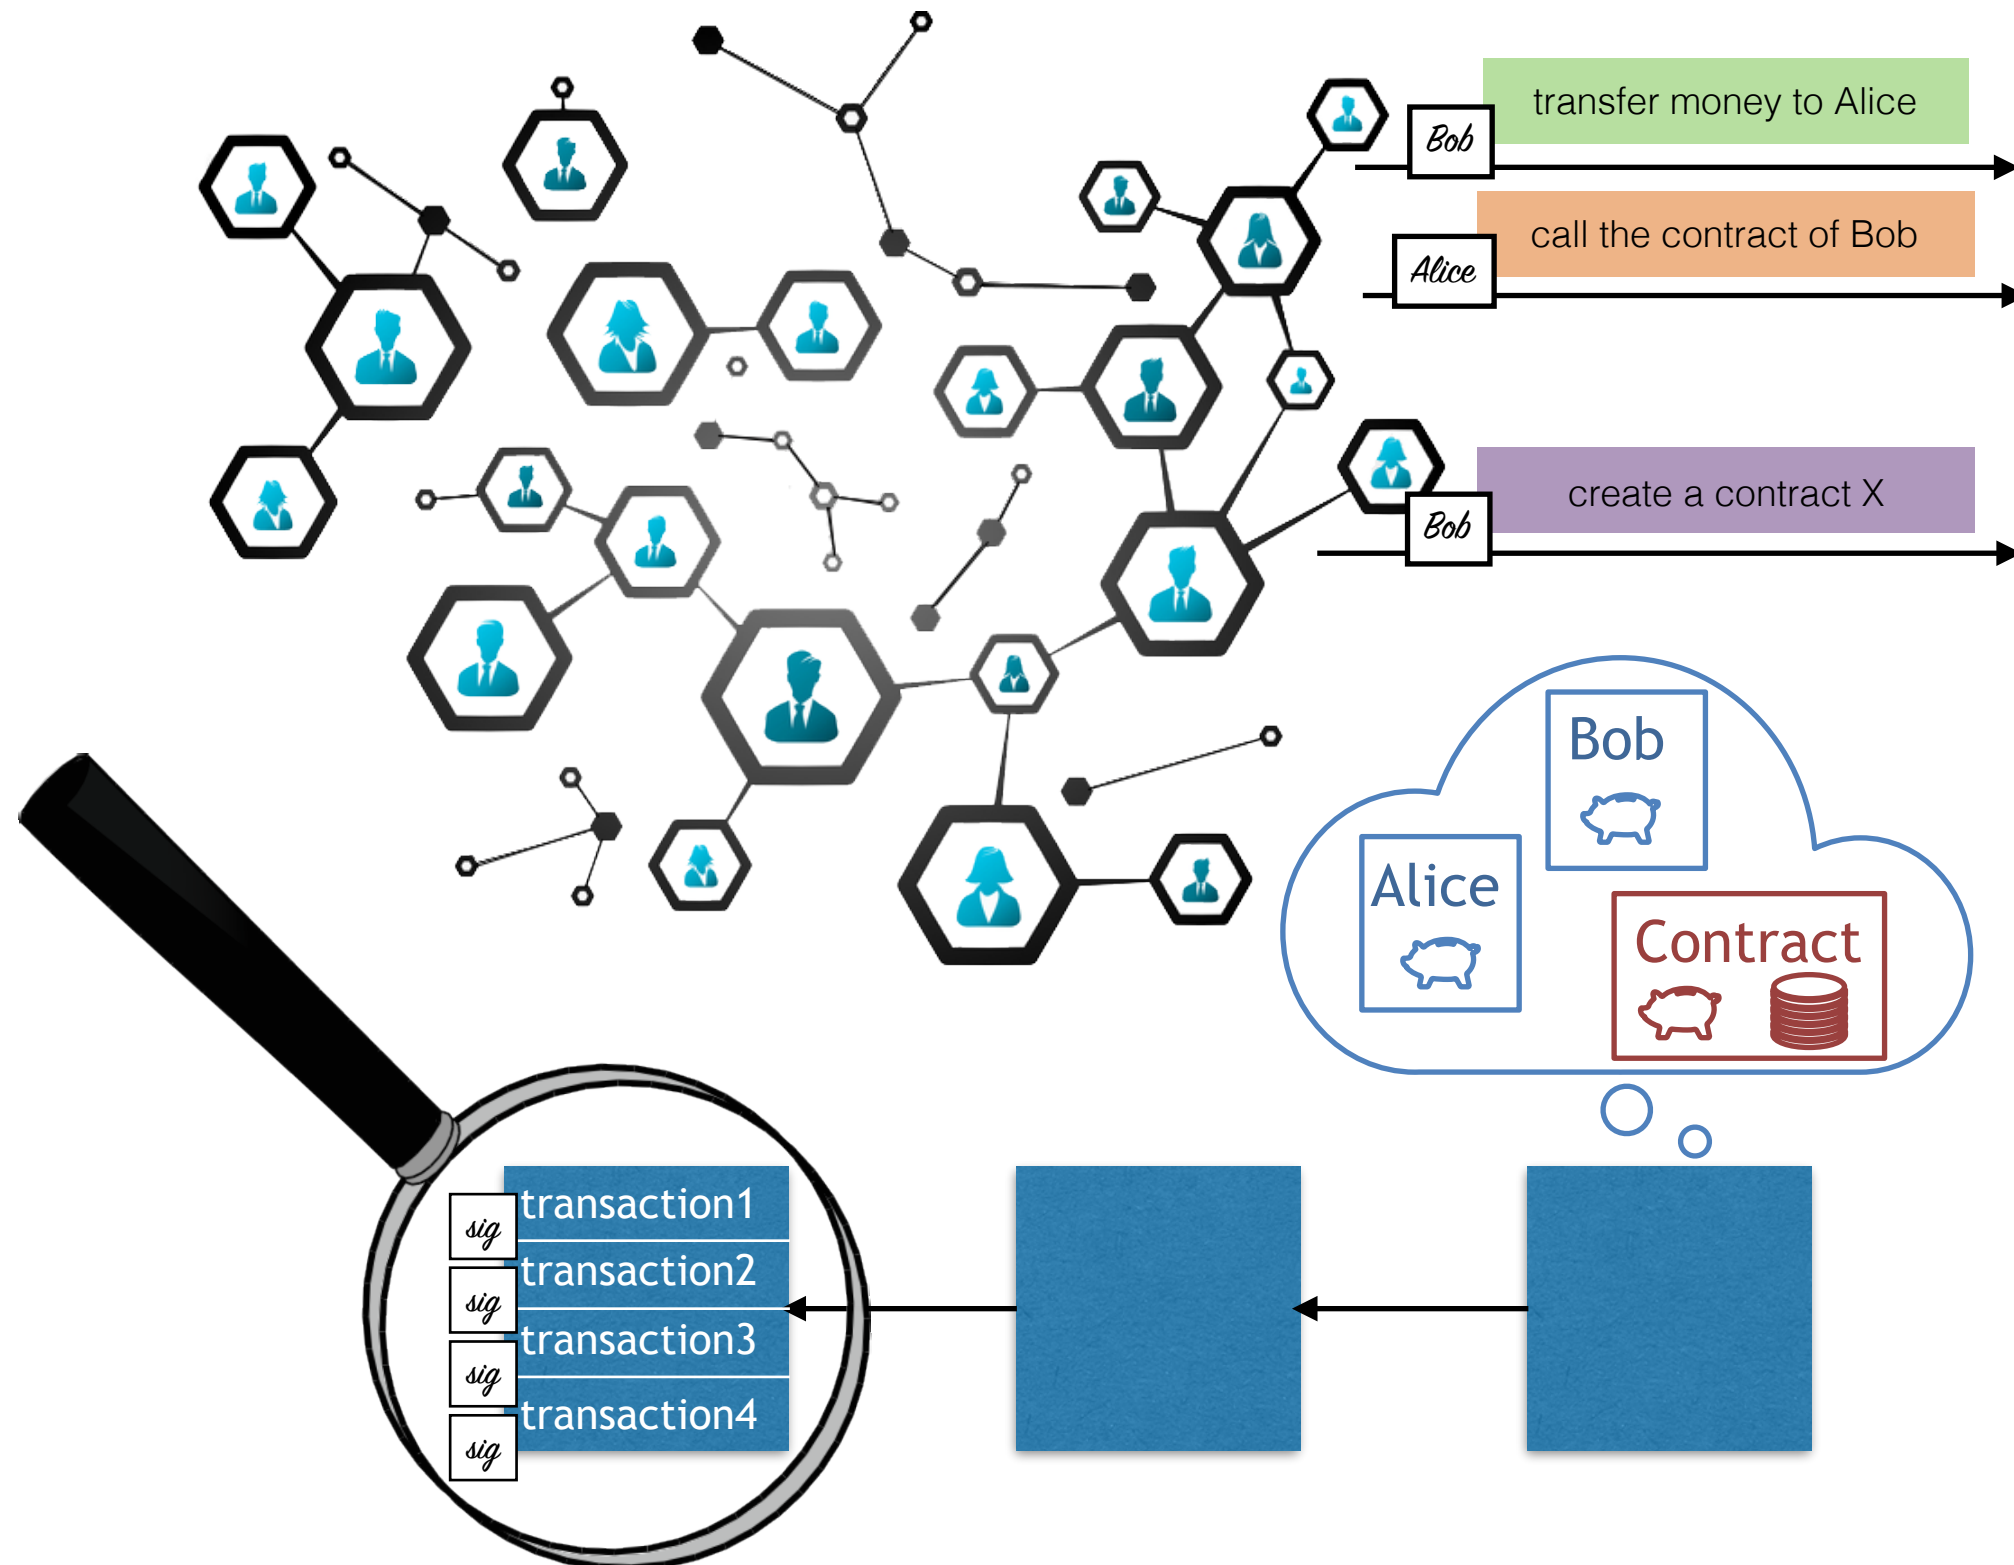 transfer money to Alice
Bob
call the contract of Bob
Alice
create a contract X
Bob
Bob
Alice
Contract
transaction1
sig
transaction2
sig
transaction3
sig
transaction4
sig